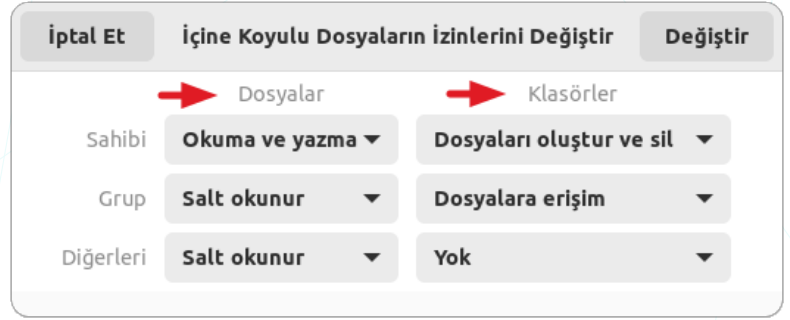 İptal Et İçine Koyulu Dosyaların İzinlerini Değiştir Değiştir
Dosyalar Klasörler
Sahibi Okuma ve yazma Dosyaları oluştur ve sil
Grup Salt okunur Dosyalara erişim
Diğerleri Salt okunur Yok